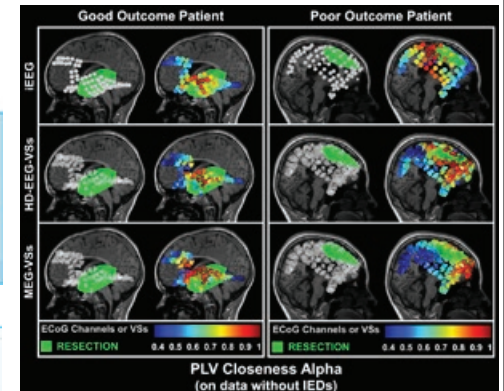 Good Outcome Patient
Poor Outcome Patient
iEEG
HD-EEG-VSs
MEG-VSs
ECoG Channels or VSs
RESECTION
0.4 0.5 0.6 0.7 0.8 0.9 1
ECoG Channels or VSs
RESECTION
0.4 0.5 0.6 0.7 0.8 0.9 1
PLV Closeness Alpha
(on data without IEDs)